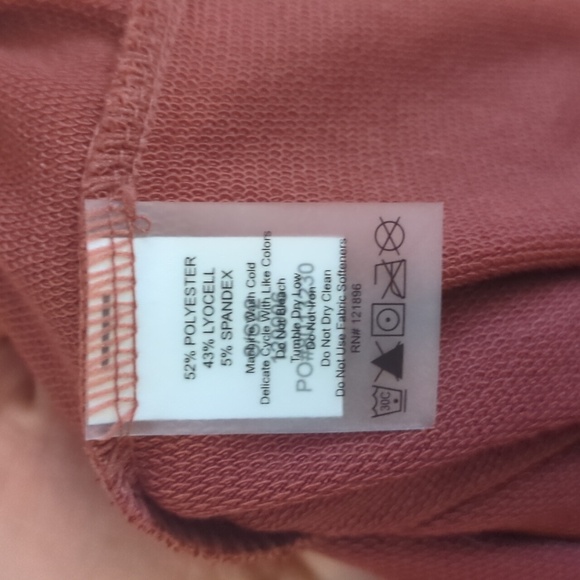 52% POLYESTER
43% LYOCELL
5% SPANDEX
Machine Wash Cold
Delicate Cycle With Like Colors
Do Not Bleach
Tumble Dry Low
Do Not Iron
Do Not Dry Clean
Do Not Use Fabric Softeners
RN# 121896
30C